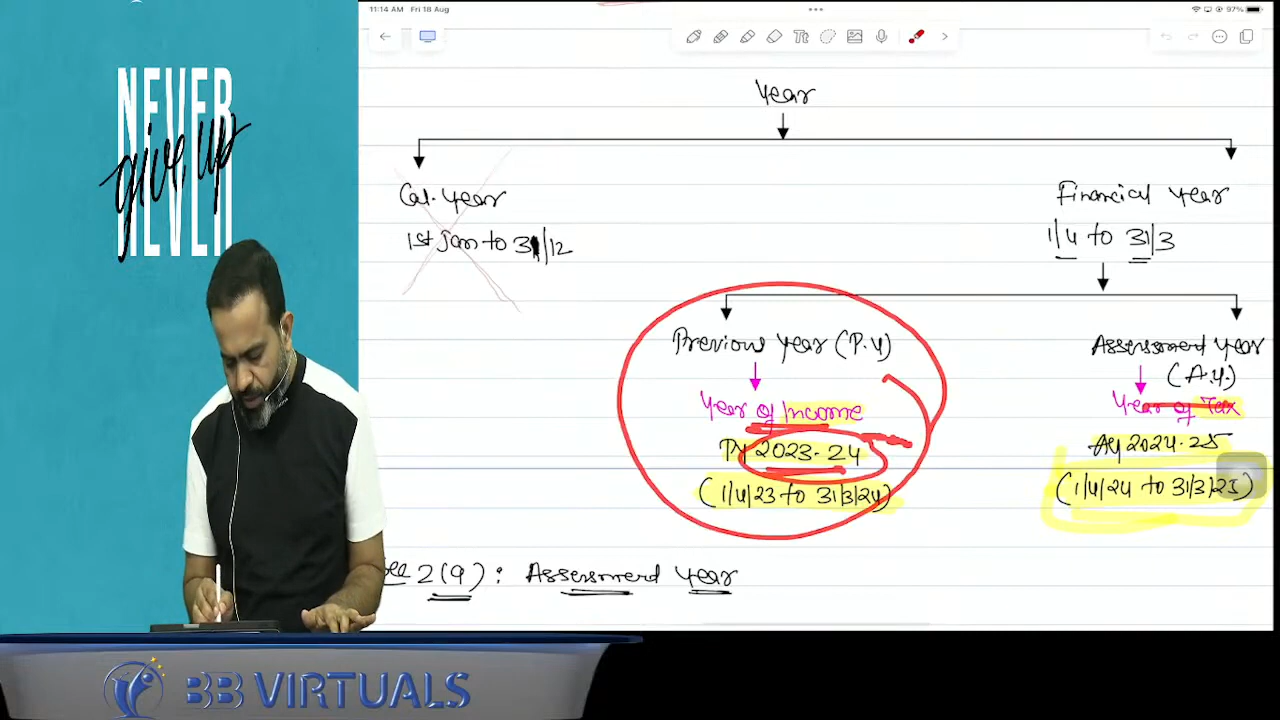 11:14 AM Fri 18 Aug
97%
NEVER
give up
NEVER
Tt
Year
Cal. Year
1st Jan to 31/12
Financial Year
1/4 to 31/3
Previous Year (P.Y)
Year of Income
PY 2023-24
(1/4/23 to 31/3/24)
Assessment Year
(A.Y.)
Year of Tax
AY 2024-25
(1/4/24 to 31/3/25)
Sec 2(9): Assessment Year
BB VIRTUALS